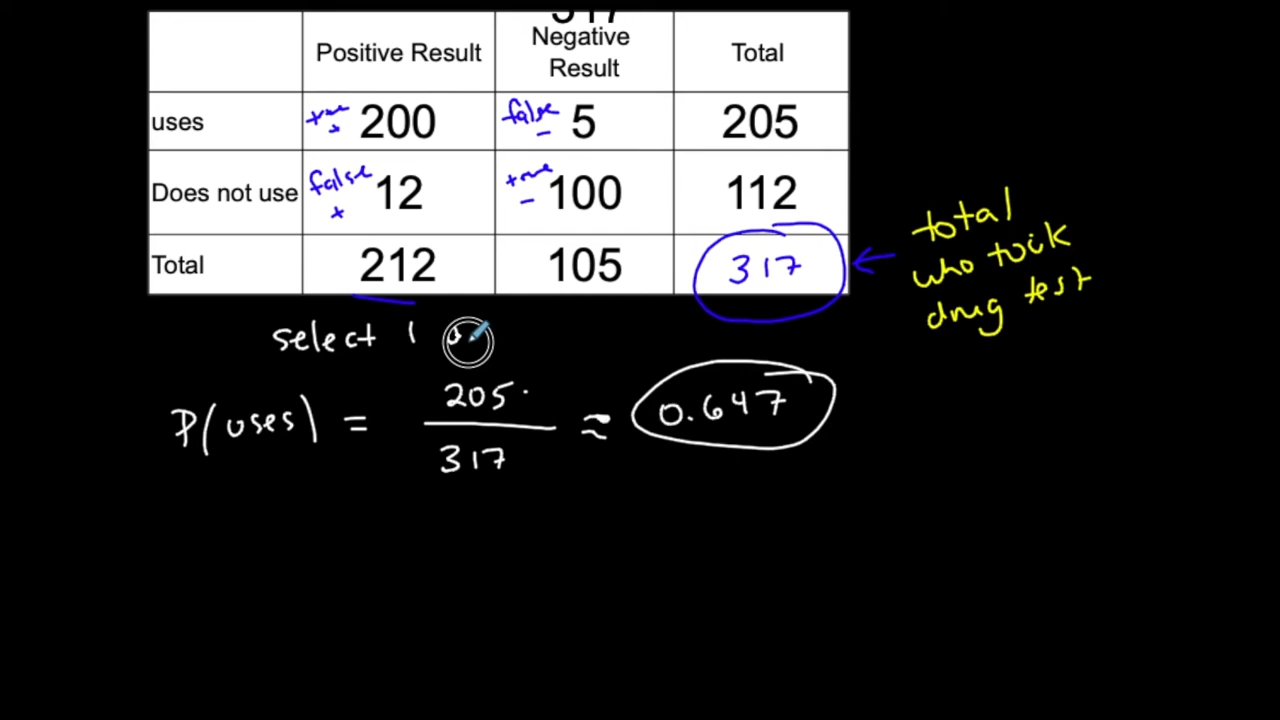 317
Positive Result Negative Result Total
uses true + 200 false - 5 205
Does not use false + 12 true - 100 112
Total 212 105 317
total
who took
drug test
select 1
P(uses) = 205 / 317 ≈ 0.647